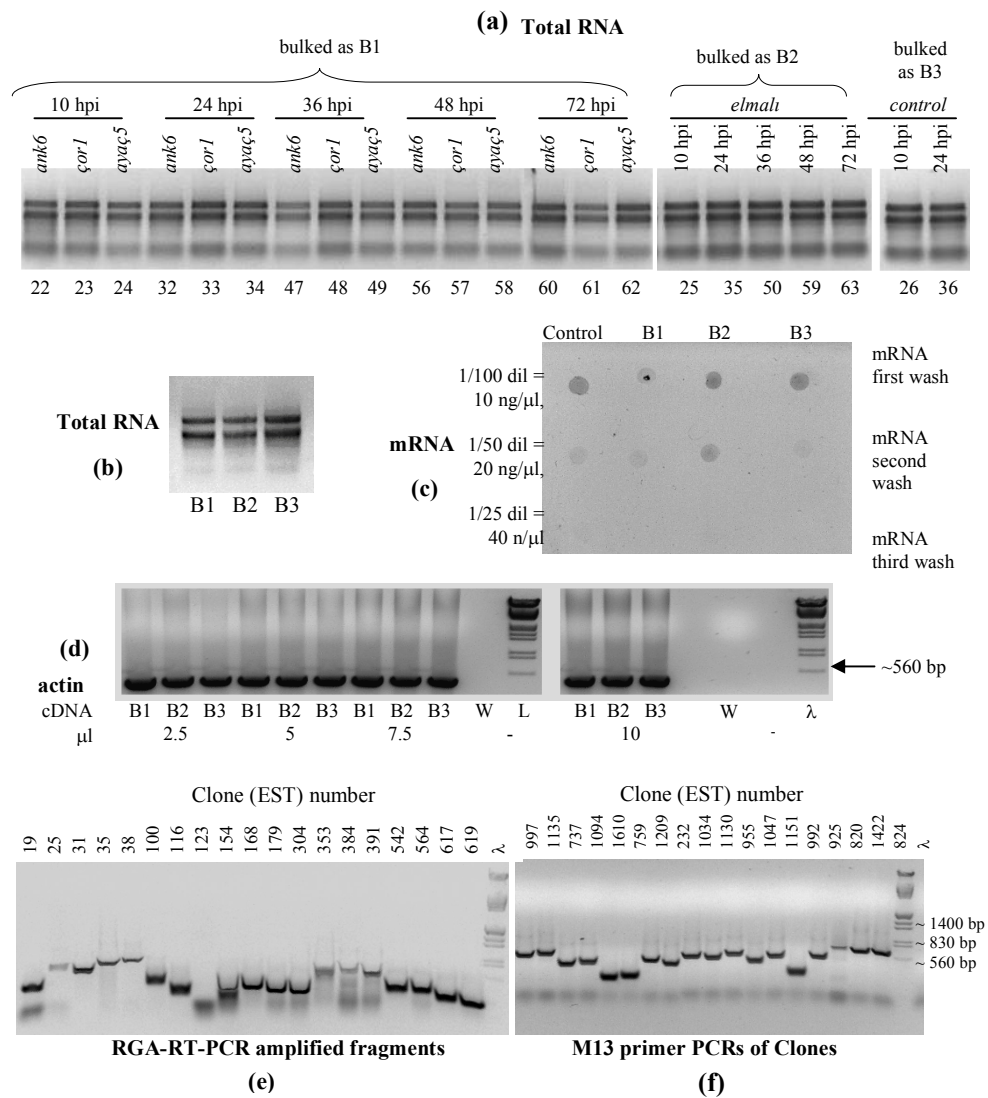 (a) Total RNA
bulked as B1
bulked as B2
bulked as B3
10 hpi 24 hpi 36 hpi 48 hpi 72 hpi elmalı control
ank6 çor1 ayaç5 ank6 çor1 ayaç5 ank6 çor1 ayaç5 ank6 çor1 ayaç5 ank6 çor1 ayaç5 10 hpi 24 hpi 36 hpi 48 hpi 72 hpi 10 hpi 24 hpi
22 23 24 32 33 34 47 48 49 56 57 58 60 61 62 25 35 50 59 63 26 36
Total RNA
(b)
B1 B2 B3
Control B1 B2 B3
mRNA
(c)
1/100 dil =
10 ng/µl,
1/50 dil =
20 ng/µl,
1/25 dil =
40 n/µl
mRNA
first wash
mRNA
second
wash
mRNA
third wash
(d)
actin
~560 bp
cDNA B1 B2 B3 B1 B2 B3 B1 B2 B3 W L B1 B2 B3 W λ
µl 2.5 5 7.5 - 10 -
Clone (EST) number
19 25 31 35 38 100 116 123 154 168 179 304 353 384 391 542 564 617 619 λ
RGA-RT-PCR amplified fragments
(e)
Clone (EST) number
997 1135 737 1094 1610 759 1209 232 1034 1130 955 1047 1151 992 925 820 1422 824 λ
~ 1400 bp
~ 830 bp
~ 560 bp
M13 primer PCRs of Clones
(f)